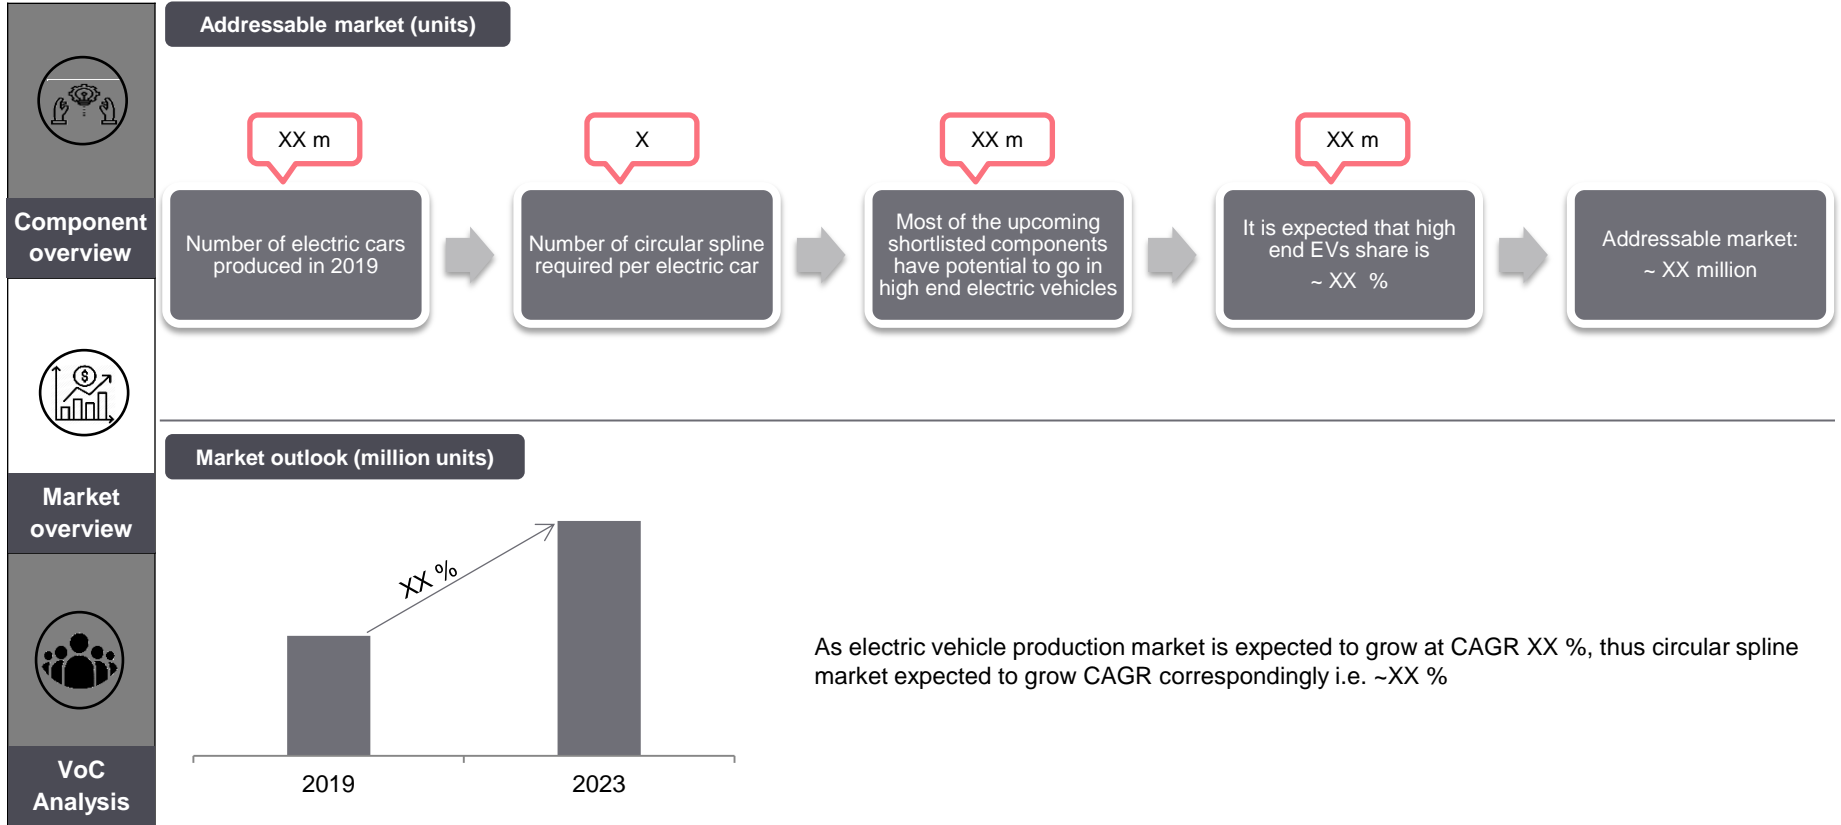 Component
overview
Market
overview
VoC
Analysis
Addressable market (units)
XX m
X
XX m
XX m
Number of electric cars
produced in 2019
Number of circular spline
required per electric car
Most of the upcoming
shortlisted components
have potential to go in
high end electric vehicles
It is expected that high
end EVs share is
~ XX %
Addressable market:
~ XX million
Market outlook (million units)
XX %
2019
2023
As electric vehicle production market is expected to grow at CAGR XX %, thus circular spline
market expected to grow CAGR correspondingly i.e. ~XX %